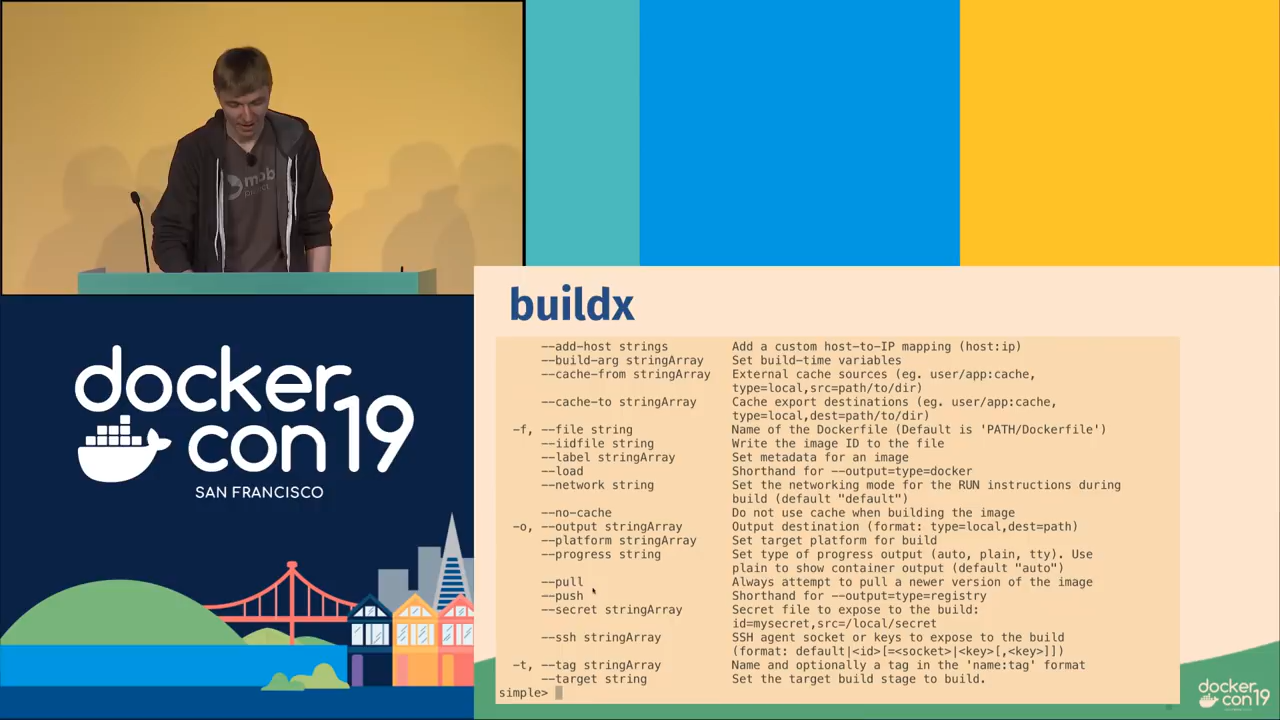 mobi
docker
con 19
SAN FRANCISCO
buildx
--add-host strings Add a custom host-to-IP mapping (host:ip)
--build-arg stringArray Set build-time variables
--cache-from stringArray External cache sources (eg. user/app:cache,
type=local,src=path/to/dir)
--cache-to stringArray Cache export destinations (eg. user/app:cache,
type=local,dest=path/to/dir)
-f, --file string Name of the Dockerfile (Default is 'PATH/Dockerfile')
--iidfile string Write the image ID to the file
--label stringArray Set metadata for an image
--load Shorthand for --output=type=docker
--network string Set the networking mode for the RUN instructions during
build (default "default")
--no-cache Do not use cache when building the image
-o, --output stringArray Output destination (format: type=local,dest=path)
--platform stringArray Set target platform for build
--progress string Set type of progress output (auto, plain, tty). Use
plain to show container output (default "auto")
--pull Always attempt to pull a newer version of the image
--push Shorthand for --output=type=registry
--secret stringArray Secret file to expose to the build:
id=mysecret,src=/local/secret
--ssh stringArray SSH agent socket or keys to expose to the build
(format: default|<id>[=<socket>|<key>[,<key>]])
-t, --tag stringArray Name and optionally a tag in the 'name:tag' format
--target string Set the target build stage to build.
simple>
docker
con 19